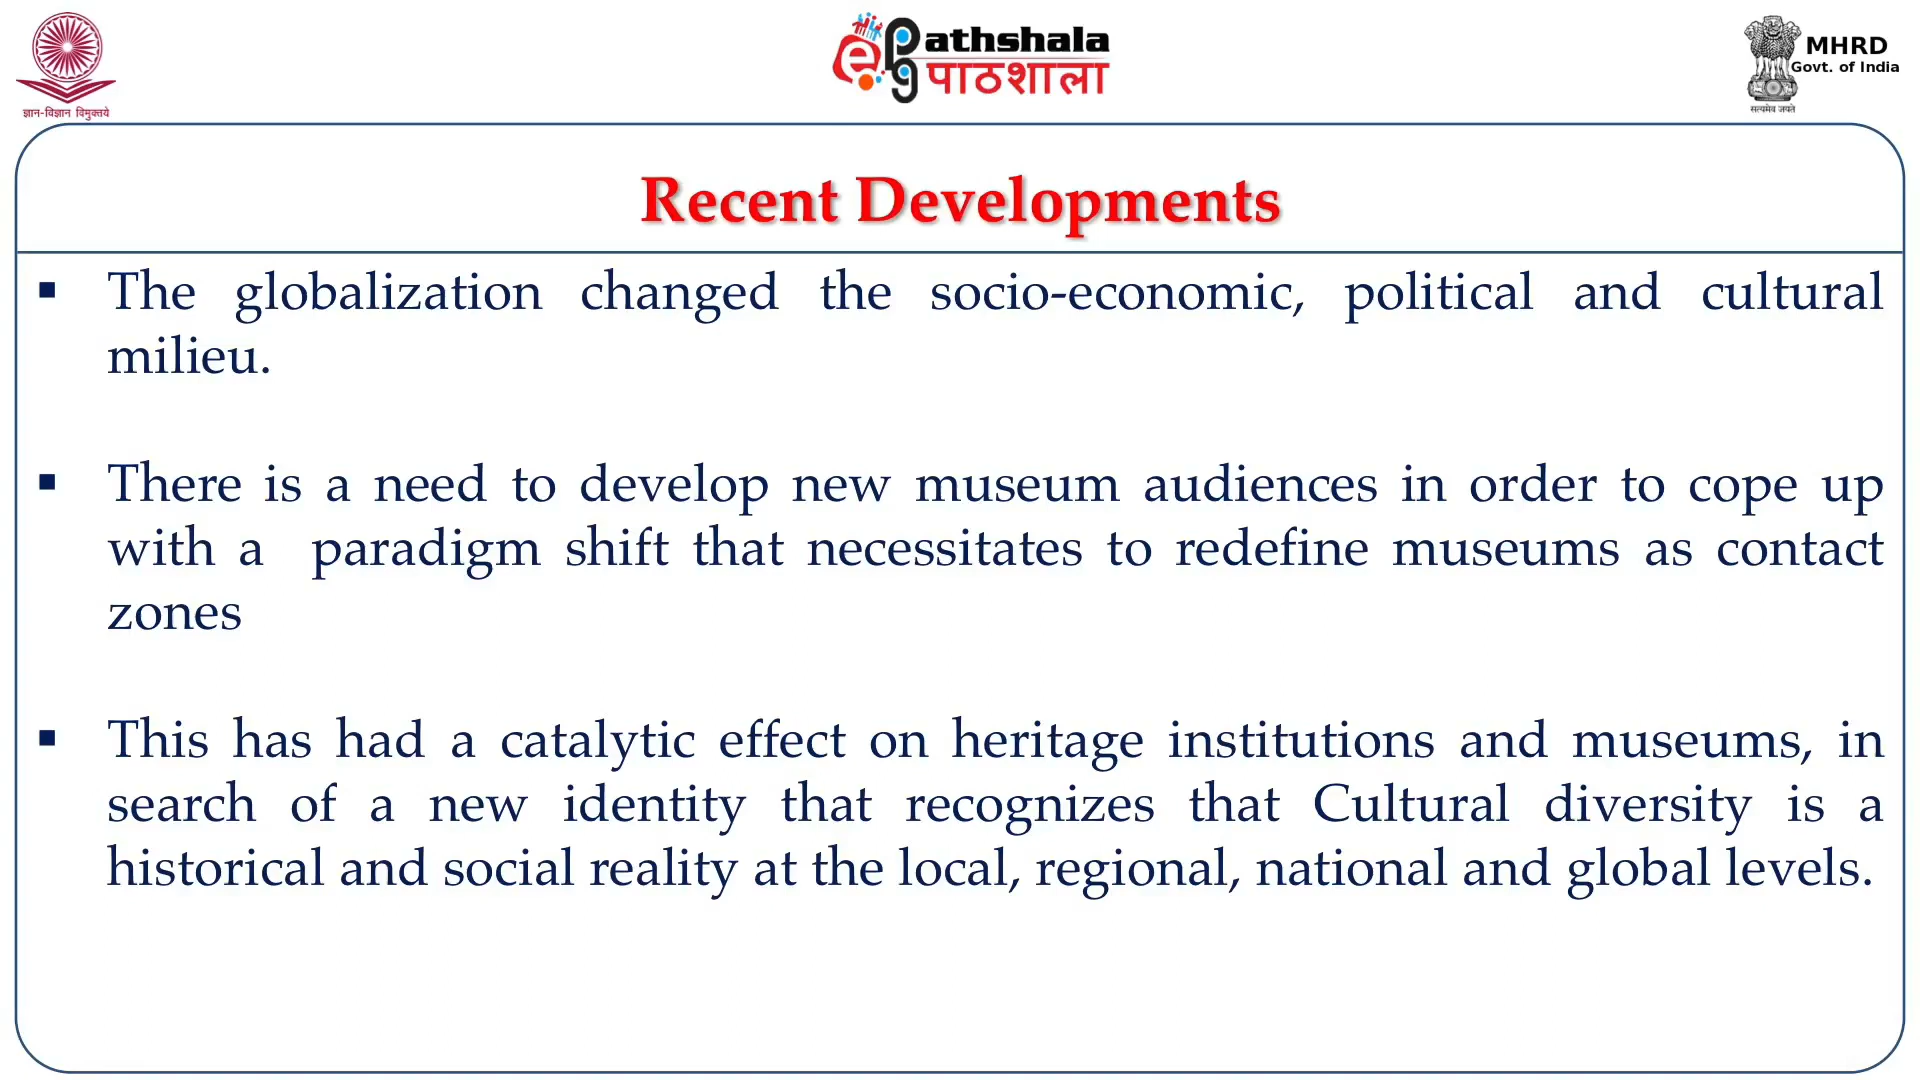 ज्ञान-विज्ञान विमुक्तये
e
Pathshala
pg पाठशाला
MHRD
Govt. of India
सत्यमेव जयते
Recent Developments
▪ The globalization changed the socio-economic, political and cultural
milieu.
▪ There is a need to develop new museum audiences in order to cope up
with a paradigm shift that necessitates to redefine museums as contact
zones
▪ This has had a catalytic effect on heritage institutions and museums, in
search of a new identity that recognizes that Cultural diversity is a
historical and social reality at the local, regional, national and global levels.